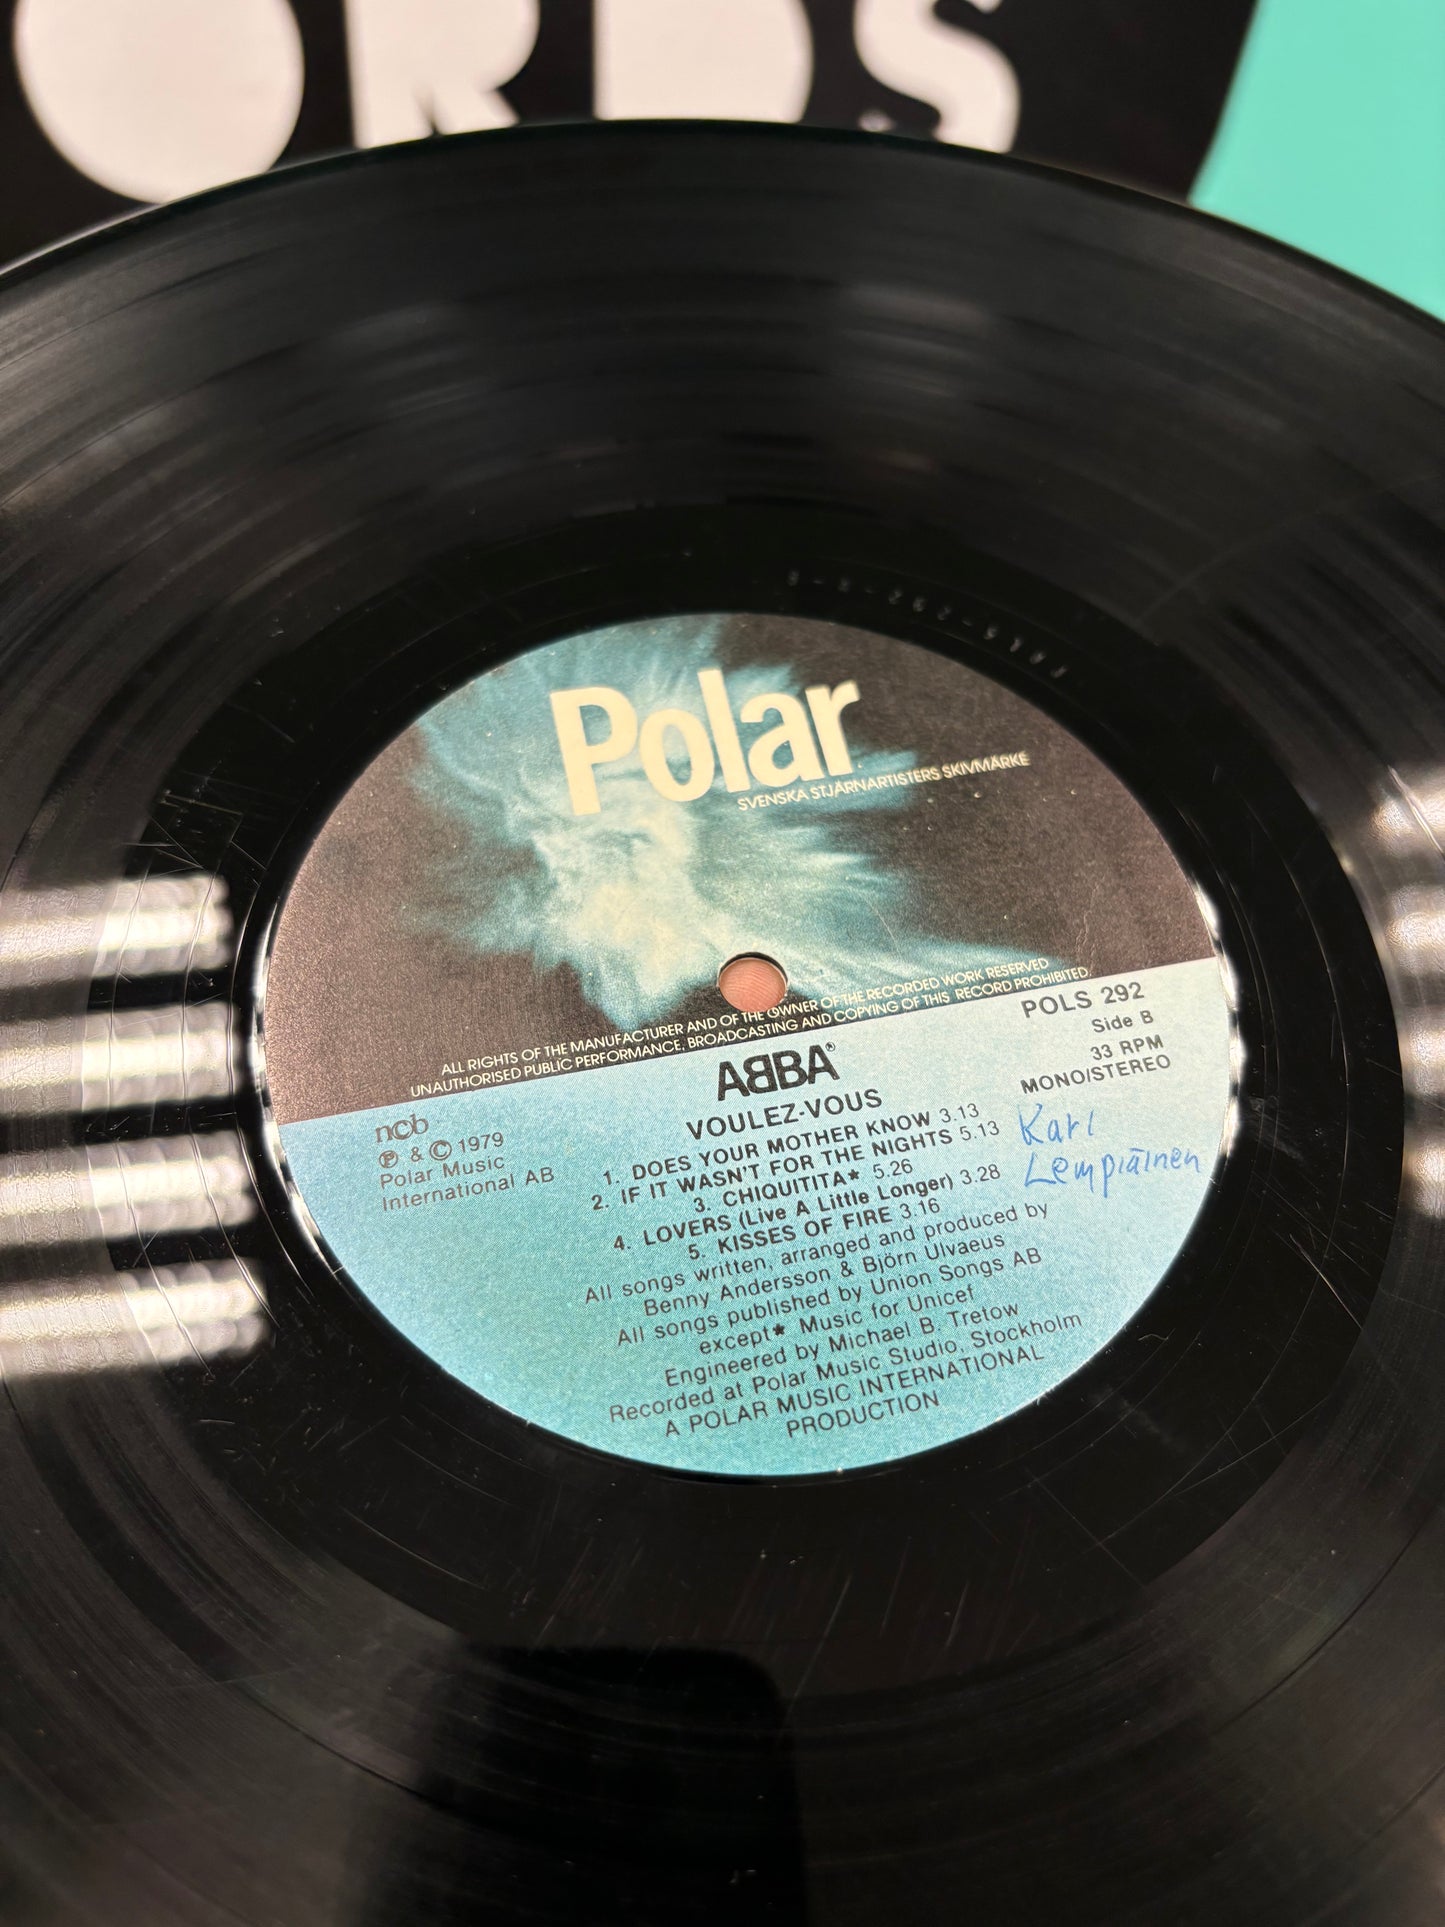 ORDS
POLS-292-B-
Polar
SVENSKA STJÄRNARTISTERS SKIVMÄRKE
ALL RIGHTS OF THE MANUFACTURER AND OF THE OWNER OF THE RECORDED WORK RESERVED
UNAUTHORISED PUBLIC PERFORMANCE, BROADCASTING AND COPYING OF THIS RECORD PROHIBITED.
POLS 292
Side B
33 RPM
MONO/STEREO
Karl
Lempiäinen
ncb
℗ & © 1979
Polar Music
International AB
ABBA®
VOULEZ-VOUS
1. DOES YOUR MOTHER KNOW 3.13
2. IF IT WASN'T FOR THE NIGHTS 5.13
3. CHIQUITITA★ 5.26
4. LOVERS (Live A Little Longer) 3.28
5. KISSES OF FIRE 3.16
All songs written, arranged and produced by
Benny Andersson & Björn Ulvaeus
All songs published by Union Songs AB
except★ Music for Unicef
Engineered by Michael B. Tretow
Recorded at Polar Music Studio, Stockholm
A POLAR MUSIC INTERNATIONAL
PRODUCTION